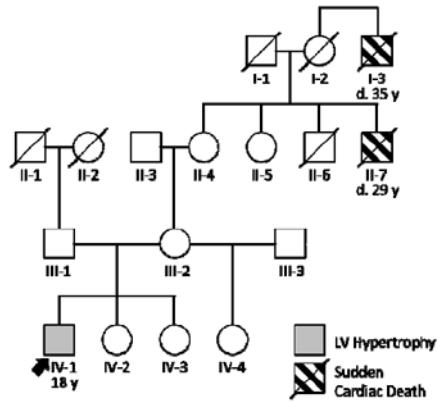 I-1 I-2 I-3
d. 35 y
II-1 II-2 II-3 II-4 II-5 II-6 II-7
d. 29 y
III-1 III-2 III-3
IV-1 IV-2 IV-3 IV-4
18 y
LV Hypertrophy
Sudden
Cardiac Death